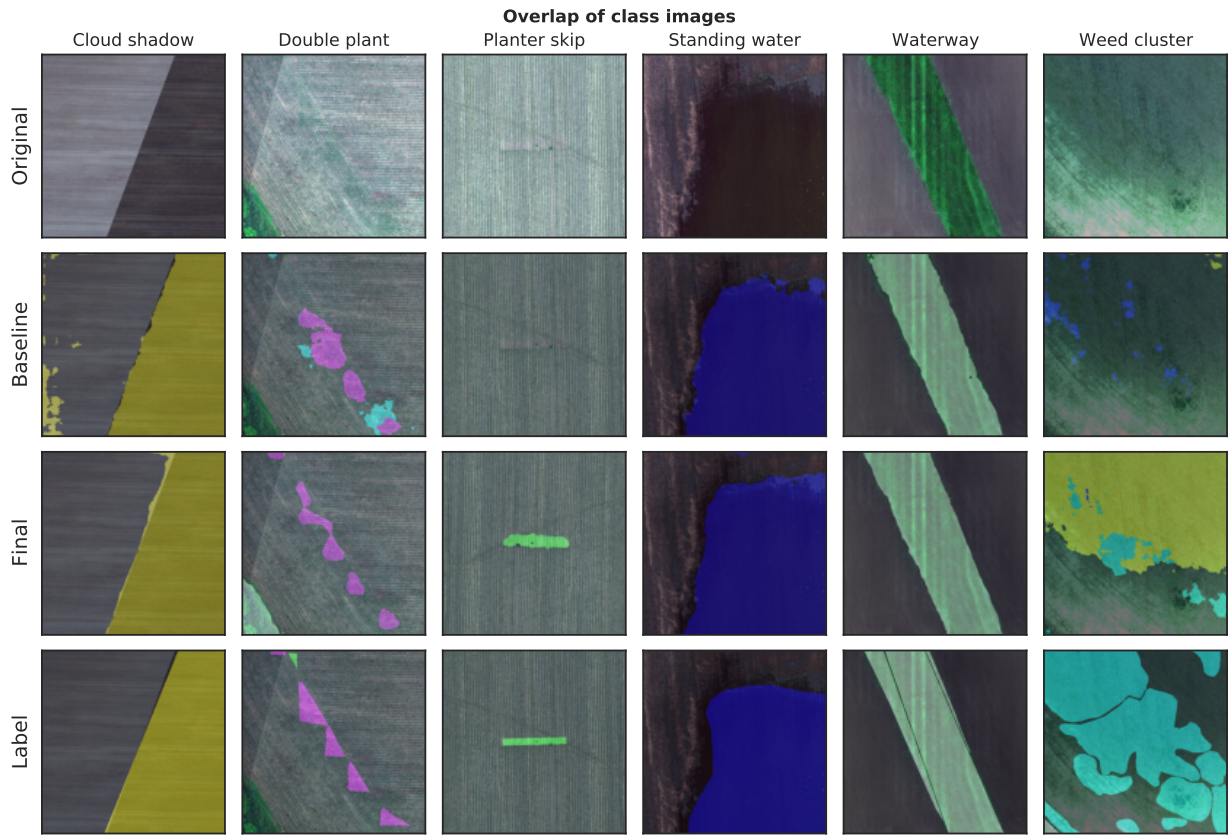 Overlap of class images
Cloud shadow
Double plant
Planter skip
Standing water
Waterway
Weed cluster
Original
Baseline
Final
Label